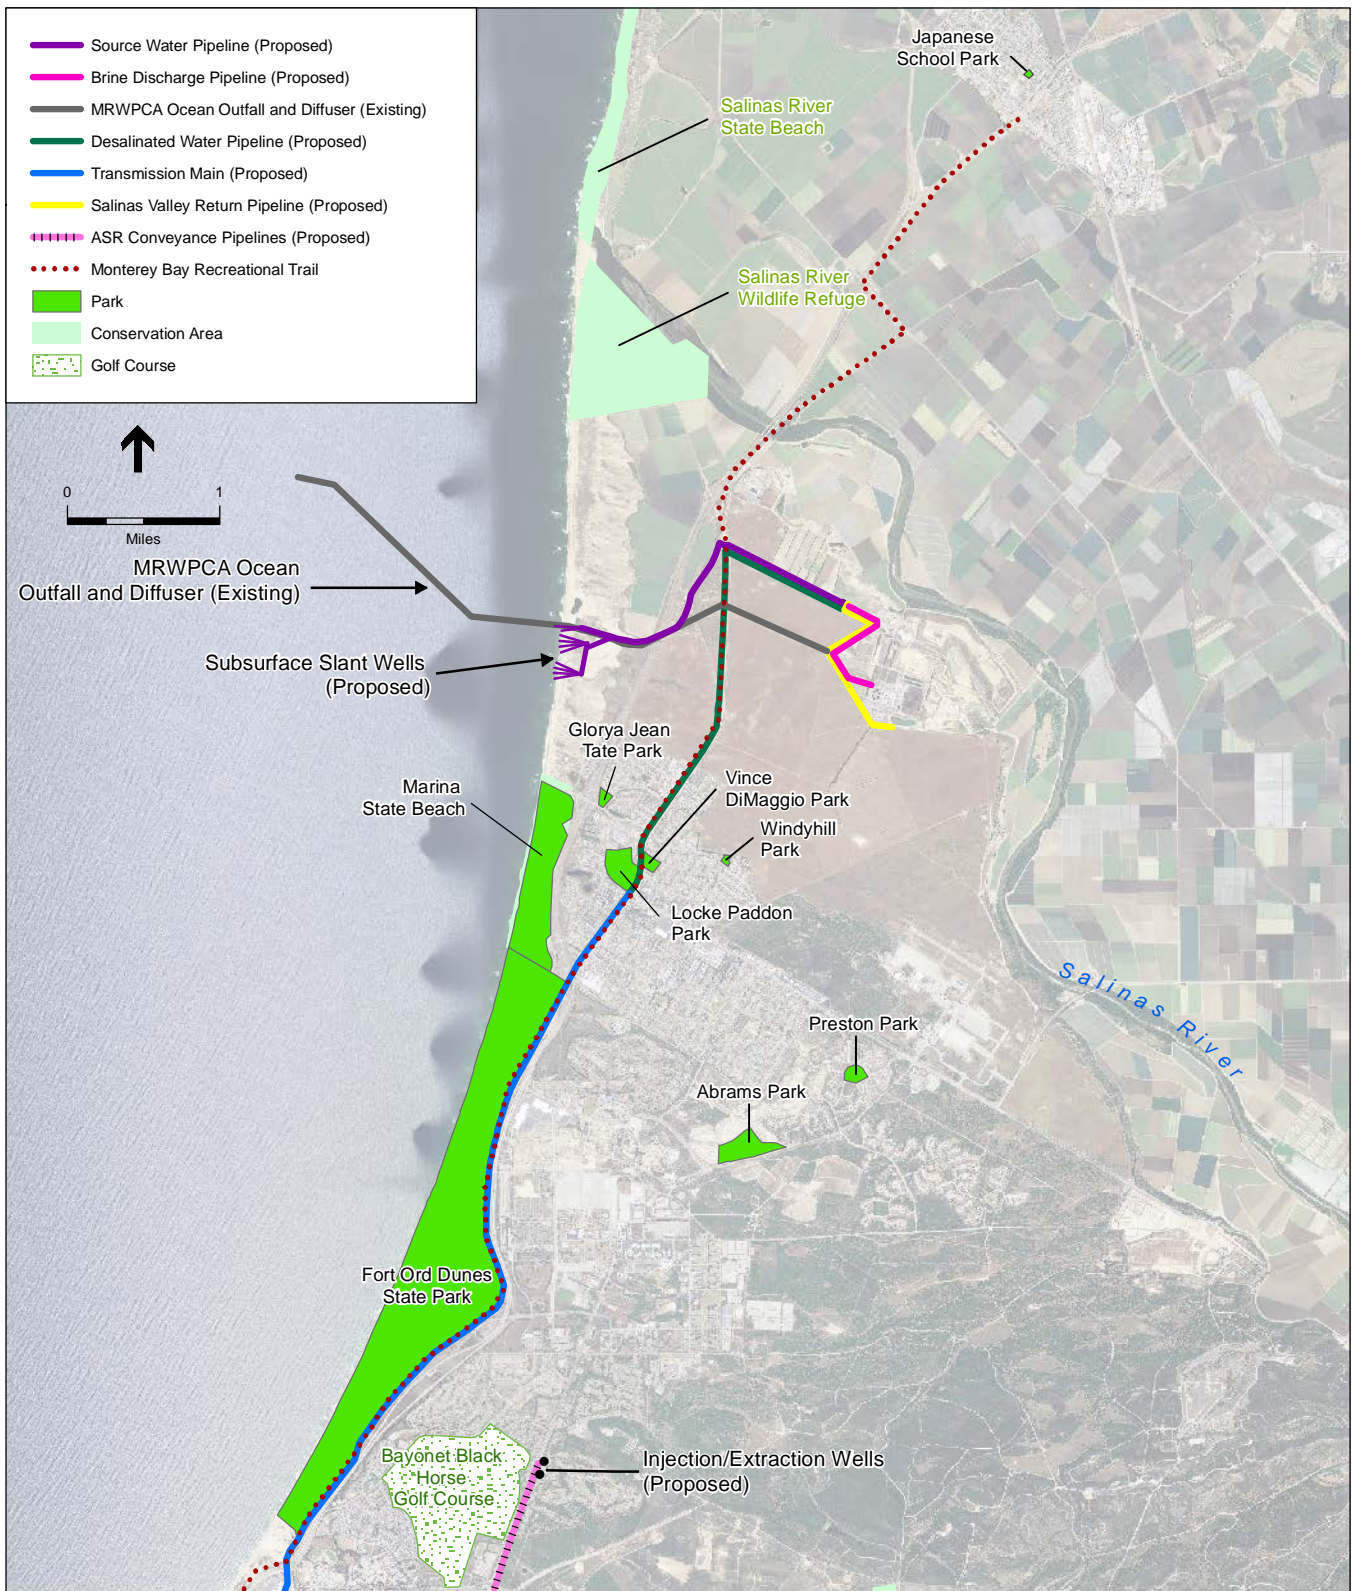 Source Water Pipeline (Proposed)
Brine Discharge Pipeline (Proposed)
MRWPCA Ocean Outfall and Diffuser (Existing)
Desalinated Water Pipeline (Proposed)
Transmission Main (Proposed)
Salinas Valley Return Pipeline (Proposed)
ASR Conveyance Pipelines (Proposed)
Monterey Bay Recreational Trail
Park
Conservation Area
Golf Course
0 1
Miles
Japanese
School Park
Salinas River
State Beach
Salinas River
Wildlife Refuge
MRWPCA Ocean
Outfall and Diffuser (Existing)
Subsurface Slant Wells
(Proposed)
Glorya Jean
Tate Park
Marina
State Beach
Vince
DiMaggio Park
Windyhill
Park
Locke Paddon
Park
Salinas River
Preston Park
Abrams Park
Fort Ord Dunes
State Park
Bayonet Black
Horse
Golf Course
Injection/Extraction Wells
(Proposed)